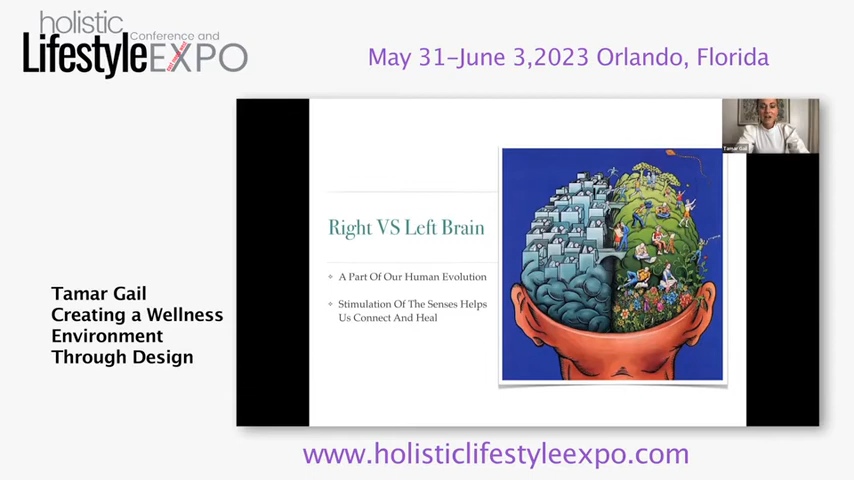 holistic
Conference and
LifestyleEXPO
May 31-June 3,2023 Orlando, Florida
Tamar Gail
Right VS Left Brain
A Part Of Our Human Evolution
Stimulation Of The Senses Helps
Us Connect And Heal
Tamar Gail
Creating a Wellness
Environment
Through Design
www.holisticlifestyleexpo.com